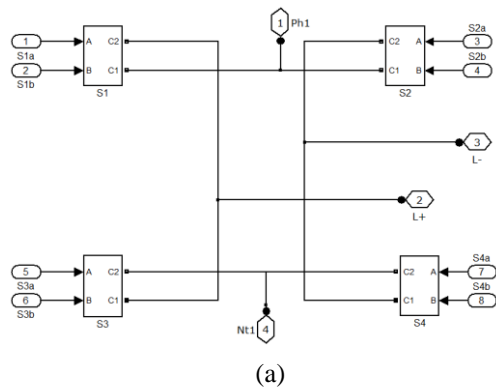 1 Ph1
S2a
1 A C2 C2 A 3
S1a S2b
2 B C1 C1 B 4
S1b S1 S2
3
L-
2
L+
S4a
5 A C2 C2 A 7
S3a S4b
6 B C1 C1 B 8
S3b S3 Nt1 4 S4
(a)